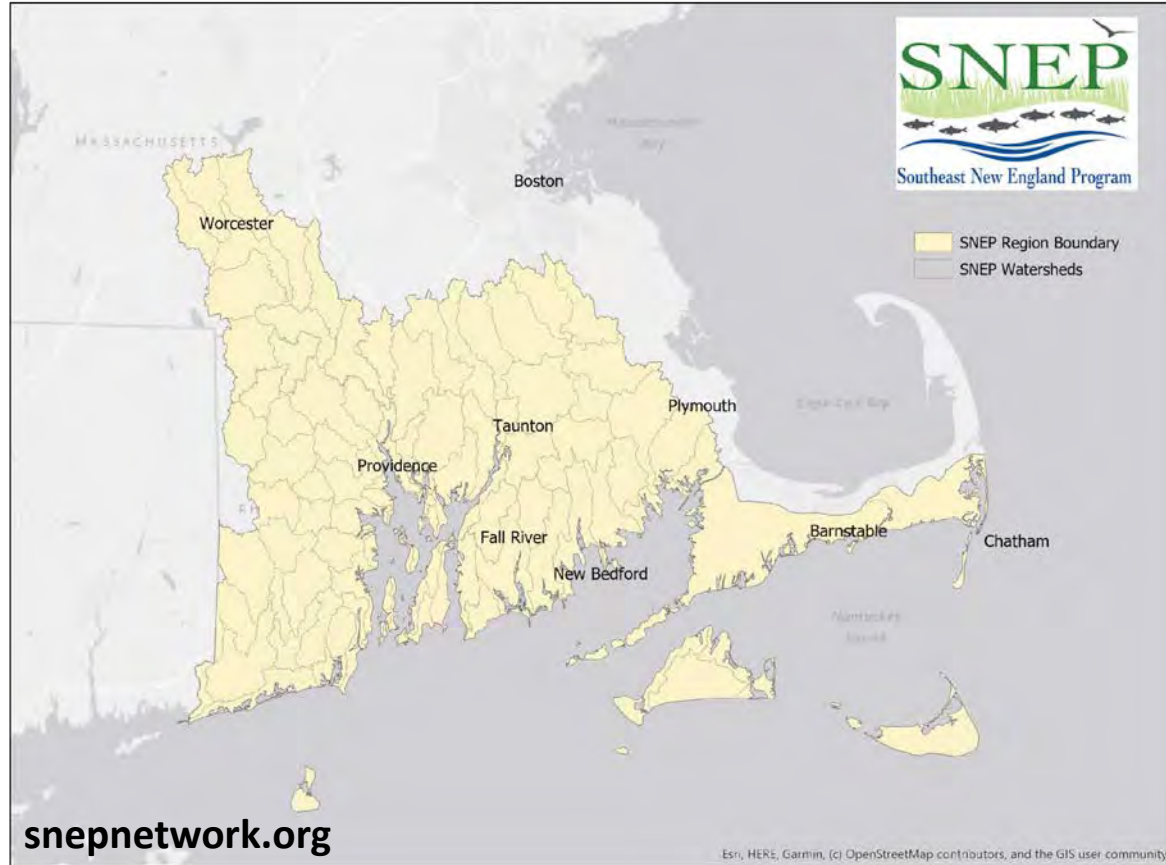 SNEP
Southeast New England Program
SNEP Region Boundary
SNEP Watersheds
MASSACHUSETTS
Boston
Worcester
Plymouth
Taunton
Providence
Fall River
Barnstable
Chatham
New Bedford
Nantucket
snepnetwork.org
Esri, HERE, Garmin, (c) OpenStreetMap contributors, and the GIS user community